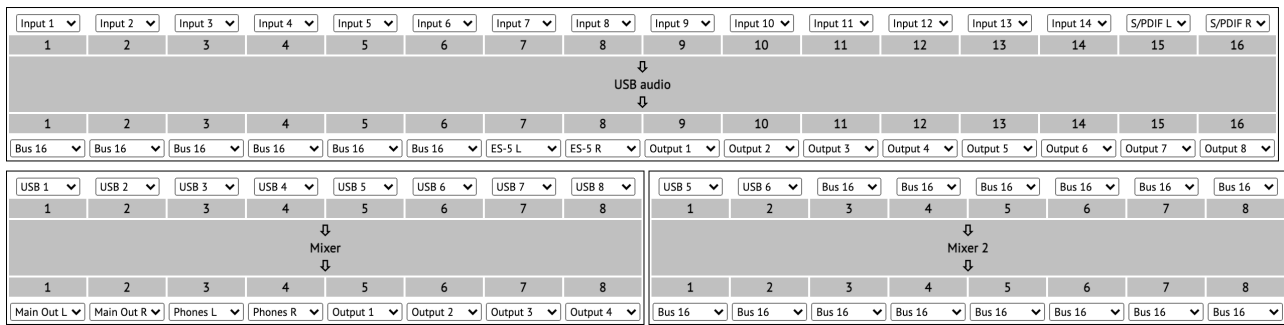 Input 1 Input 2 Input 3 Input 4 Input 5 Input 6 Input 7 Input 8 Input 9 Input 10 Input 11 Input 12 Input 13 Input 14 S/PDIF L S/PDIF R
1 2 3 4 5 6 7 8 9 10 11 12 13 14 15 16
USB audio
1 2 3 4 5 6 7 8 9 10 11 12 13 14 15 16
Bus 16 Bus 16 Bus 16 Bus 16 Bus 16 Bus 16 ES-5 L ES-5 R Output 1 Output 2 Output 3 Output 4 Output 5 Output 6 Output 7 Output 8
USB 1 USB 2 USB 3 USB 4 USB 5 USB 6 USB 7 USB 8
1 2 3 4 5 6 7 8
Mixer
1 2 3 4 5 6 7 8
Main Out L Main Out R Phones L Phones R Output 1 Output 2 Output 3 Output 4
USB 5 USB 6 Bus 16 Bus 16 Bus 16 Bus 16 Bus 16 Bus 16
1 2 3 4 5 6 7 8
Mixer 2
1 2 3 4 5 6 7 8
Bus 16 Bus 16 Bus 16 Bus 16 Bus 16 Bus 16 Bus 16 Bus 16